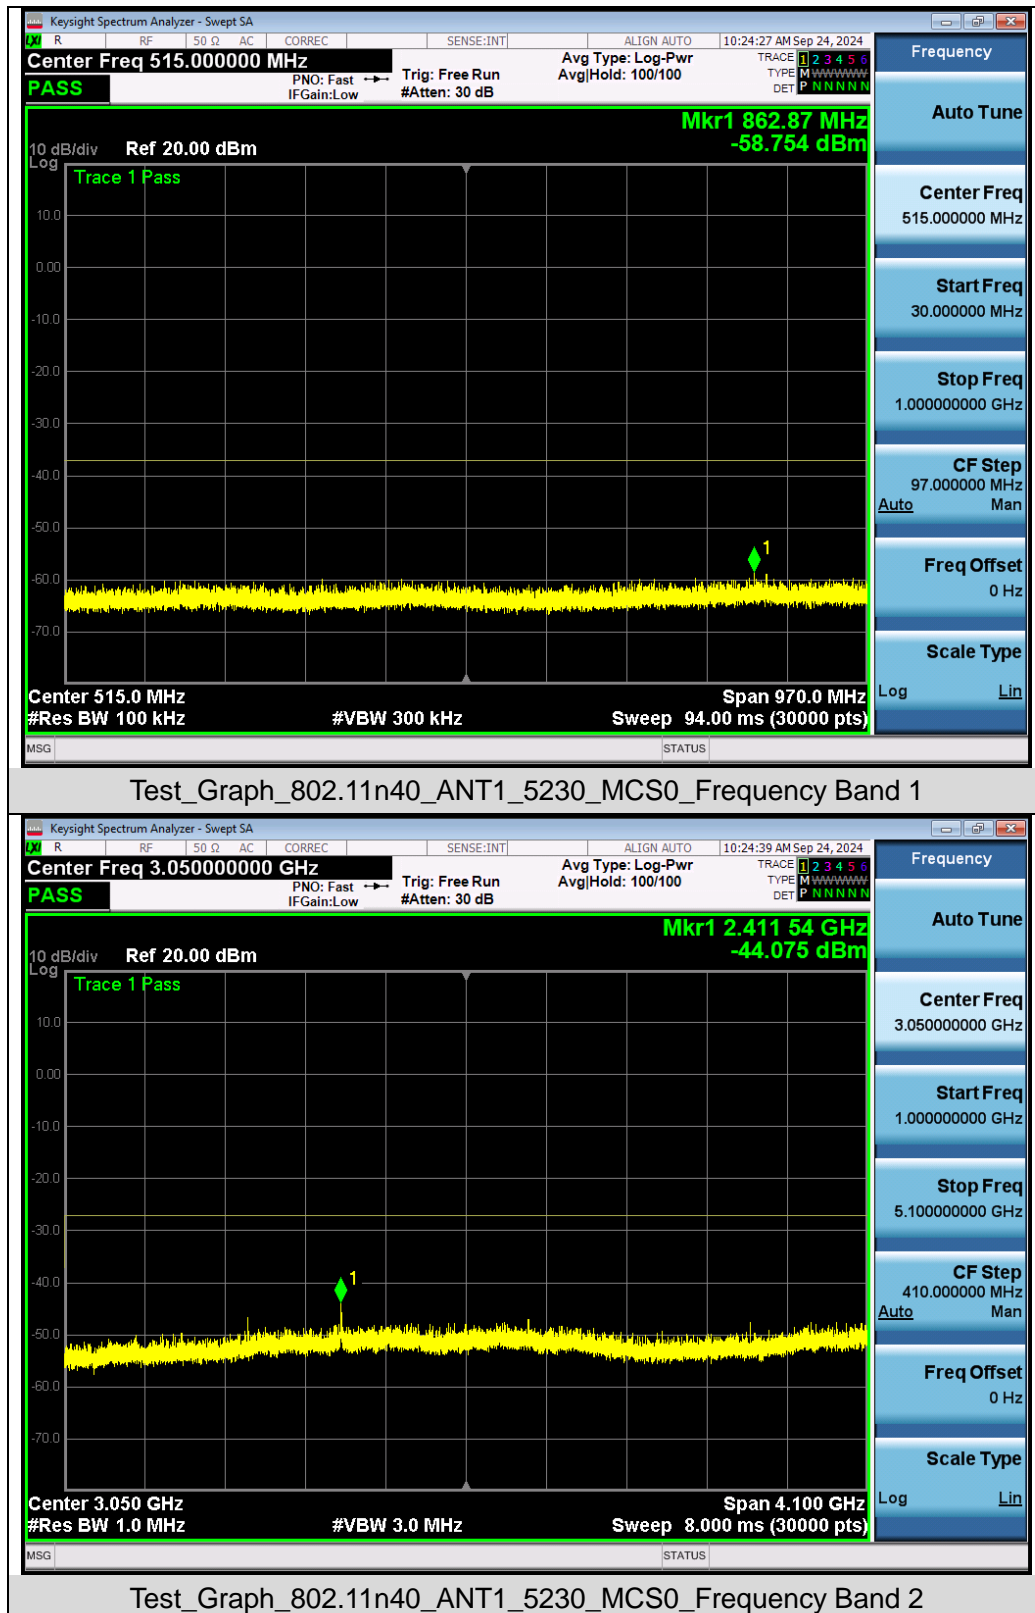 Keysight Spectrum Analyzer - Swept SA
LXI R RF 50 Ω AC CORREC SENSE:INT ALIGN AUTO 10:24:27 AM Sep 24, 2024
Center Freq 515.000000 MHz Avg Type: Log-Pwr TRACE 1 2 3 4 5 6 Frequency
PNO: Fast Trig: Free Run Avg|Hold: 100/100 TYPE M W W W W W
PASS IFGain:Low #Atten: 30 dB DET P N N N N N
Auto Tune
Mkr1 862.87 MHz
10 dB/div Ref 20.00 dBm -58.754 dBm
Log
Trace 1 Pass
Center Freq
515.000000 MHz
10.0
0.00
Start Freq
30.000000 MHz
-10.0
-20.0
Stop Freq
1.000000000 GHz
-30.0
-40.0
CF Step
97.000000 MHz
Auto Man
-50.0
1
Freq Offset
0 Hz
-60.0
-70.0
Scale Type
Log Lin
Center 515.0 MHz Span 970.0 MHz
#Res BW 100 kHz #VBW 300 kHz Sweep 94.00 ms (30000 pts)
MSG STATUS
Test_Graph_802.11n40_ANT1_5230_MCS0_Frequency Band 1
Keysight Spectrum Analyzer - Swept SA
LXI R RF 50 Ω AC CORREC SENSE:INT ALIGN AUTO 10:24:39 AM Sep 24, 2024
Center Freq 3.050000000 GHz Avg Type: Log-Pwr TRACE 1 2 3 4 5 6 Frequency
PNO: Fast Trig: Free Run Avg|Hold: 100/100 TYPE M W W W W W
PASS IFGain:Low #Atten: 30 dB DET P N N N N N
Auto Tune
Mkr1 2.411 54 GHz
10 dB/div Ref 20.00 dBm -44.075 dBm
Log
Trace 1 Pass
Center Freq
3.050000000 GHz
10.0
0.00
Start Freq
1.000000000 GHz
-10.0
-20.0
Stop Freq
5.100000000 GHz
-30.0
-40.0
1
CF Step
410.000000 MHz
Auto Man
-50.0
Freq Offset
0 Hz
-60.0
-70.0
Scale Type
Log Lin
Center 3.050 GHz Span 4.100 GHz
#Res BW 1.0 MHz #VBW 3.0 MHz Sweep 8.000 ms (30000 pts)
MSG STATUS
Test_Graph_802.11n40_ANT1_5230_MCS0_Frequency Band 2